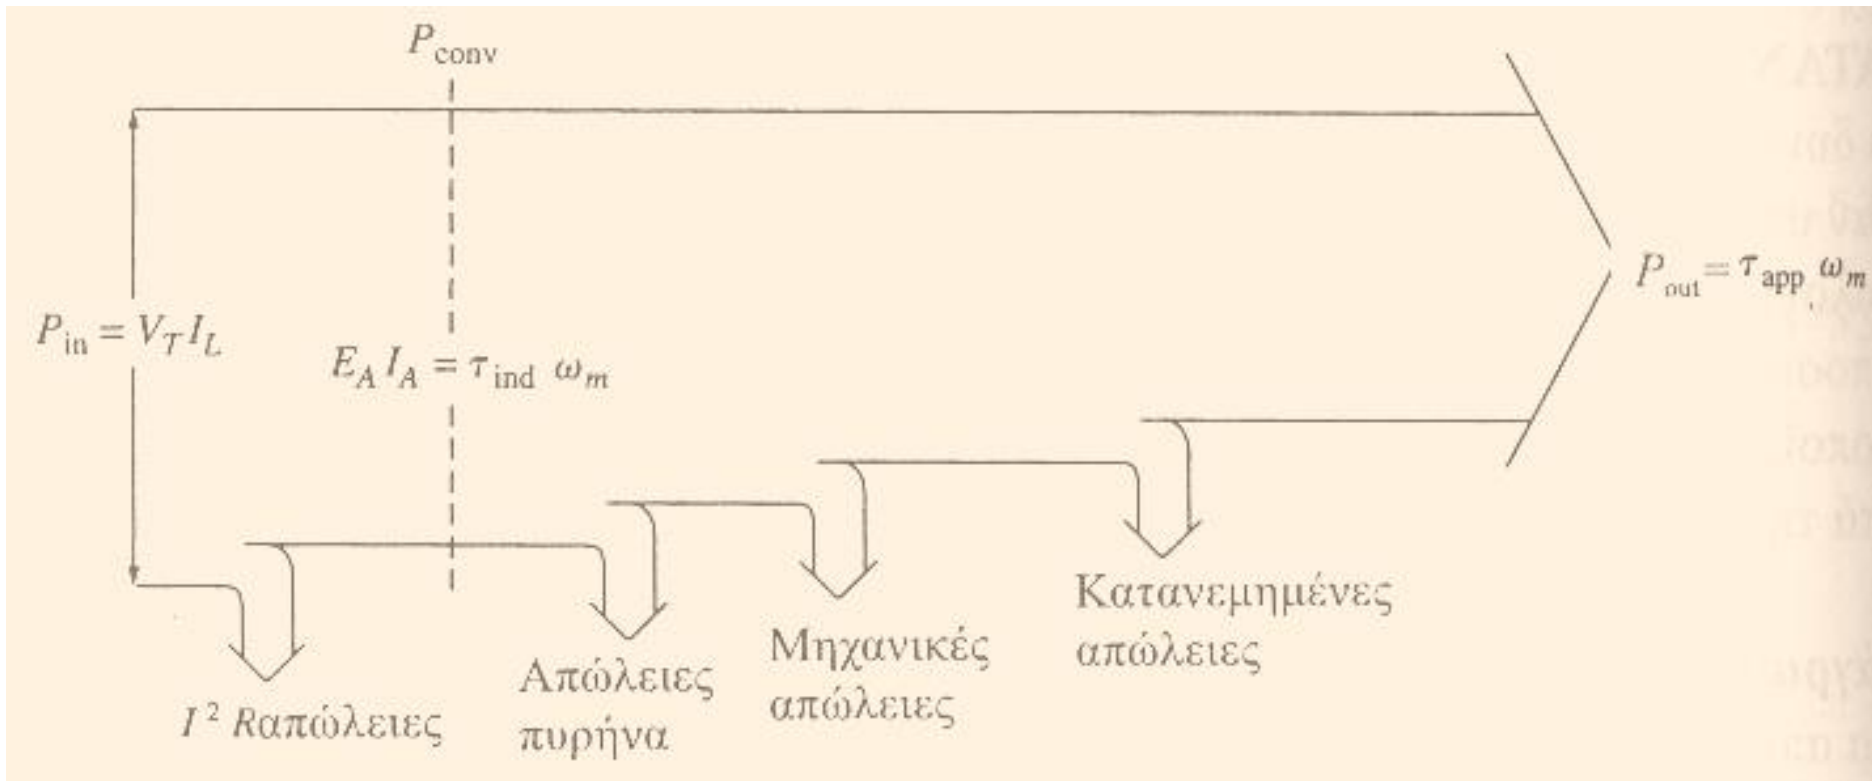 P_conv
P_in = V_T I_L
E_A I_A = τ_ind ω_m
P_out = τ_app ω_m
I² Rαπώλειες
Απώλειες
πυρήνα
Μηχανικές
απώλειες
Κατανεμημένες
απώλειες